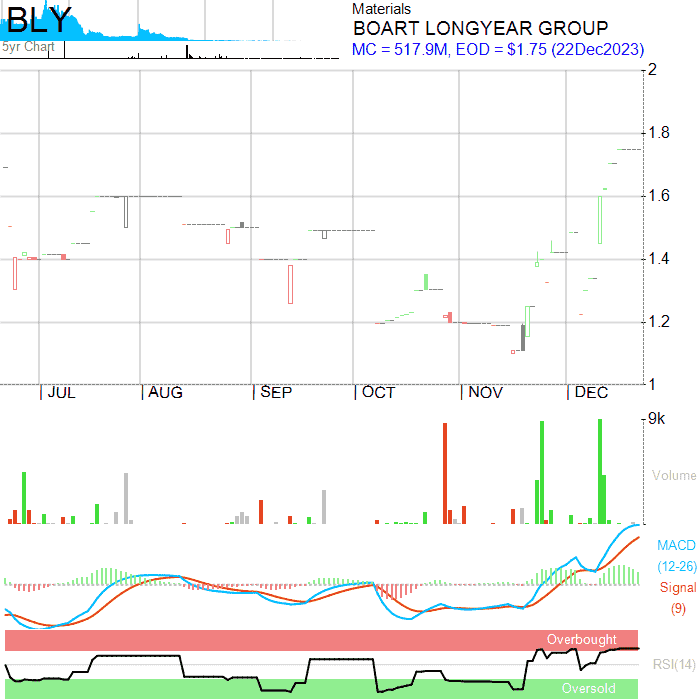 BLY
Materials
BOART LONGYEAR GROUP
MC = 517.9M, EOD = $1.75 (22Dec2023)
5yr Chart
2
1.8
1.6
1.4
1.2
1
JUL AUG SEP OCT NOV DEC
9k
Volume
MACD
(12-26)
Signal
(9)
Overbought
RSI(14)
Oversold